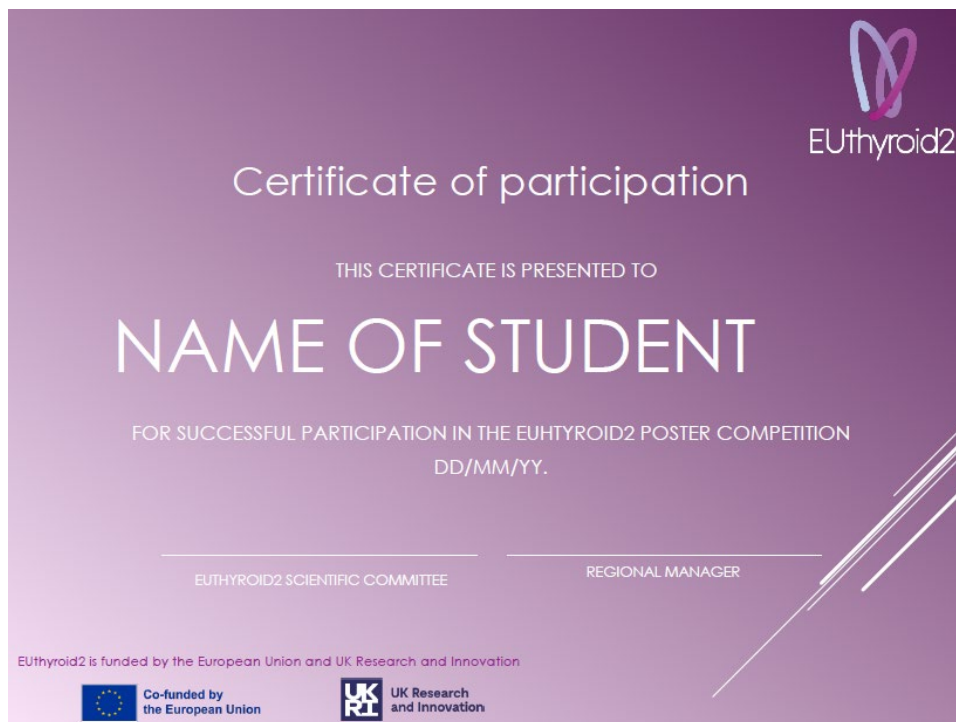 EUthyroid2
Certificate of participation
THIS CERTIFICATE IS PRESENTED TO
NAME OF STUDENT
FOR SUCCESSFUL PARTICIPATION IN THE EUHTYROID2 POSTER COMPETITION
DD/MM/YY.
EUTHYROID2 SCIENTIFIC COMMITTEE
REGIONAL MANAGER
EUthyroid2 is funded by the European Union and UK Research and Innovation
Co-funded by
the European Union
UK
RI
UK Research
and Innovation